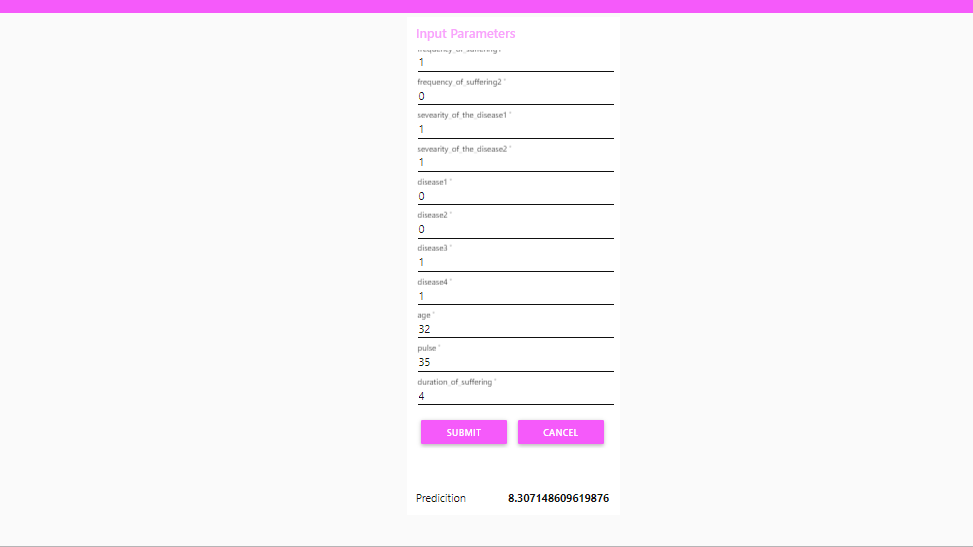 Input Parameters
frequency_of_suffering1
1
frequency_of_suffering2 *
0
sevearity_of_the_disease1 *
1
sevearity_of_the_disease2 *
1
disease1 *
0
disease2 *
0
disease3 *
1
disease4 *
1
age *
32
pulse *
35
duration_of_suffering *
4
SUBMIT CANCEL
Predicition 8.307148609619876